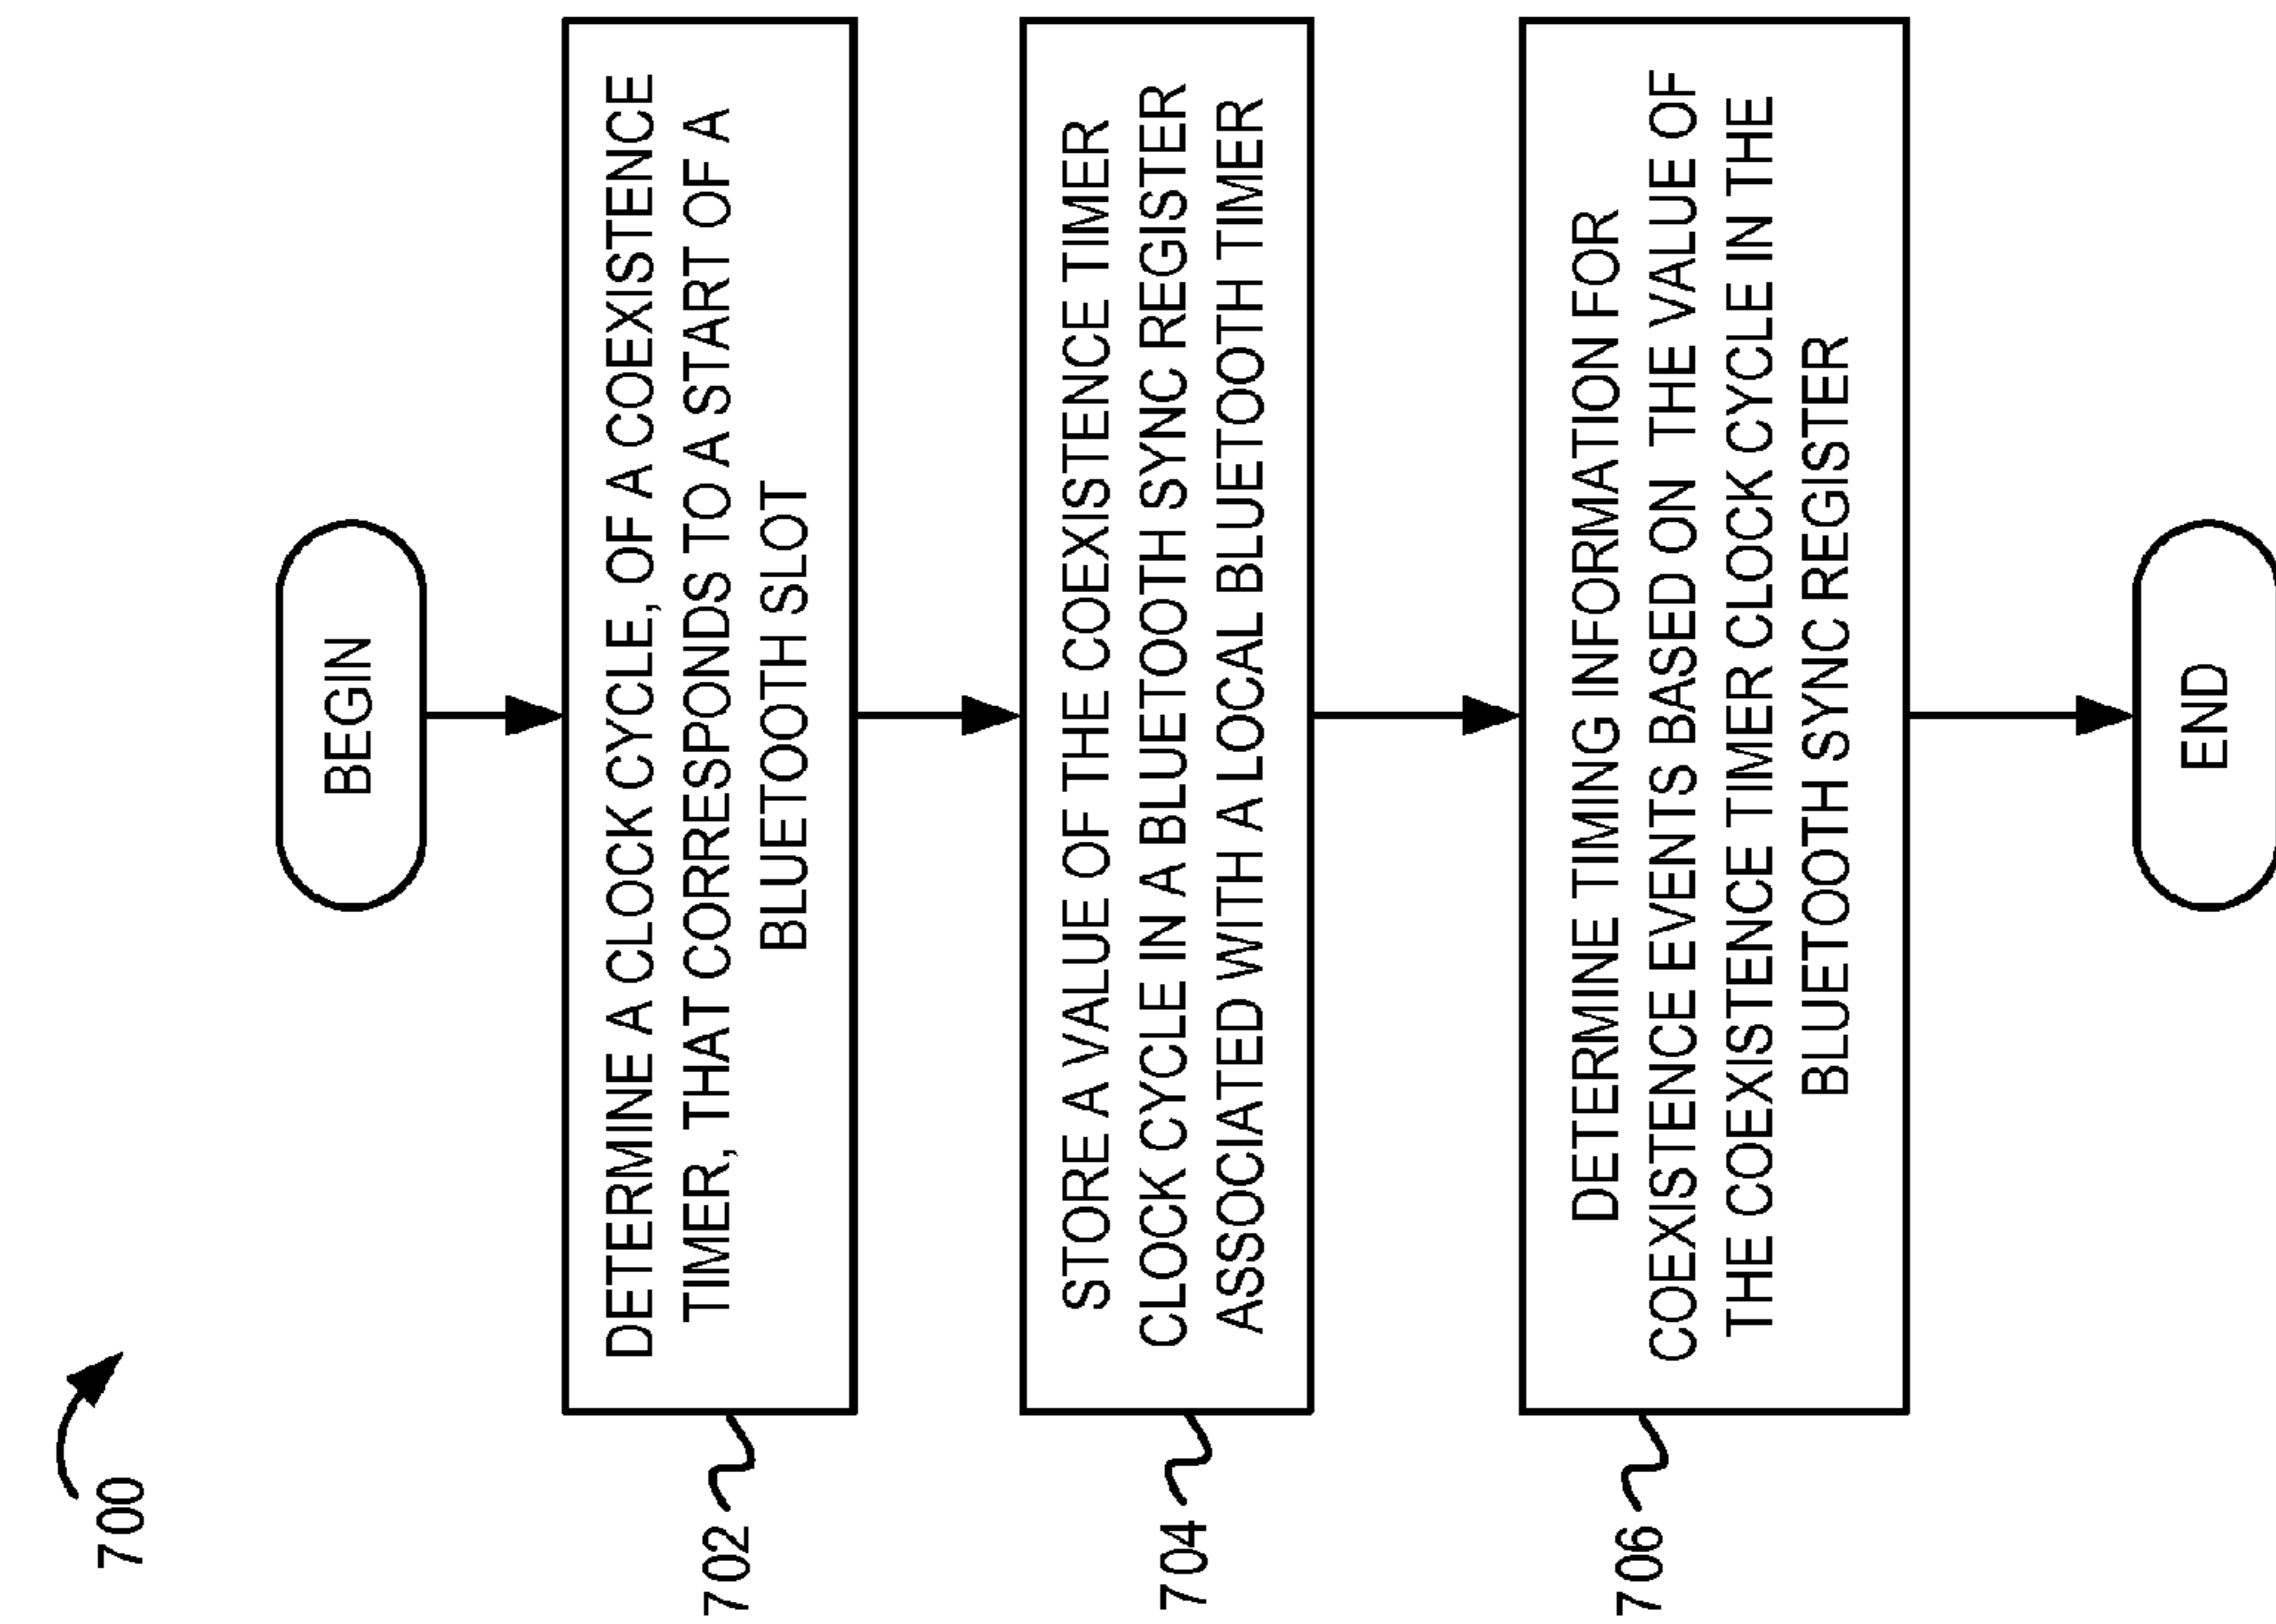 700
BEGIN
702
DETERMINE A CLOCK CYCLE, OF A COEXISTENCE
TIMER, THAT CORRESPONDS TO A START OF A
BLUETOOTH SLOT
704
STORE A VALUE OF THE COEXISTENCE TIMER
CLOCK CYCLE IN A BLUETOOTH SYNC REGISTER
ASSOCIATED WITH A LOCAL BLUETOOTH TIMER
706
DETERMINE TIMING INFORMATION FOR
COEXISTENCE EVENTS BASED ON THE VALUE OF
THE COEXISTENCE TIMER CLOCK CYCLE IN THE
BLUETOOTH SYNC REGISTER
END